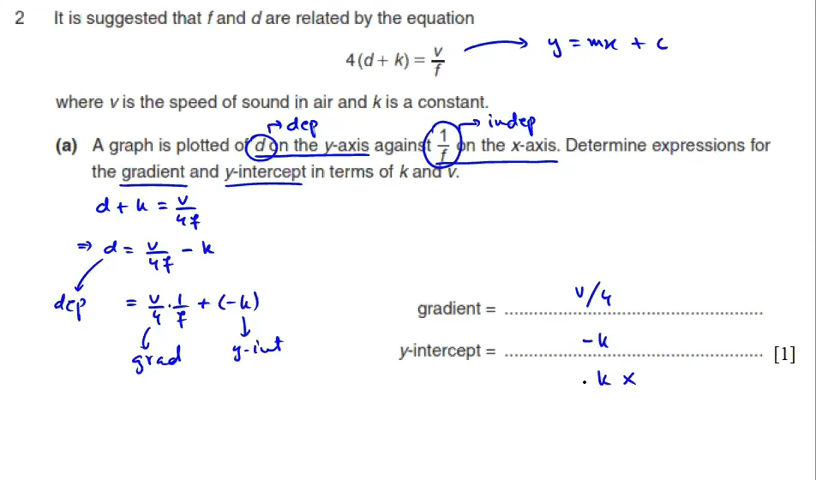 2 It is suggested that f and d are related by the equation
4(d + k) = v/f → y = mx + c
where v is the speed of sound in air and k is a constant.
→ dep → indep
(a) A graph is plotted of d on the y-axis against 1/f on the x-axis. Determine expressions for
the gradient and y-intercept in terms of k and v.
d + k = v/4f
⇒ d = v/4f - k
dep = v/4 · 1/f + (-k)
grad y-int
gradient = v/4
y-intercept = -k [1]
· k ×